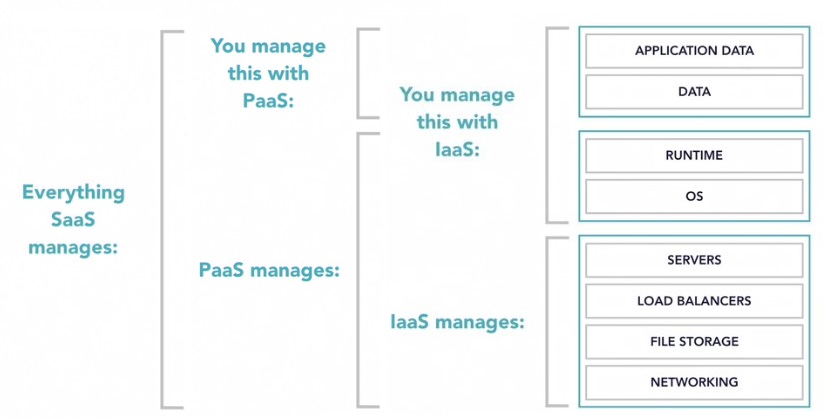 Everything
SaaS
manages:
You manage
this with
PaaS:
PaaS manages:
You manage
this with
IaaS:
IaaS manages:
APPLICATION DATA
DATA
RUNTIME
OS
SERVERS
LOAD BALANCERS
FILE STORAGE
NETWORKING